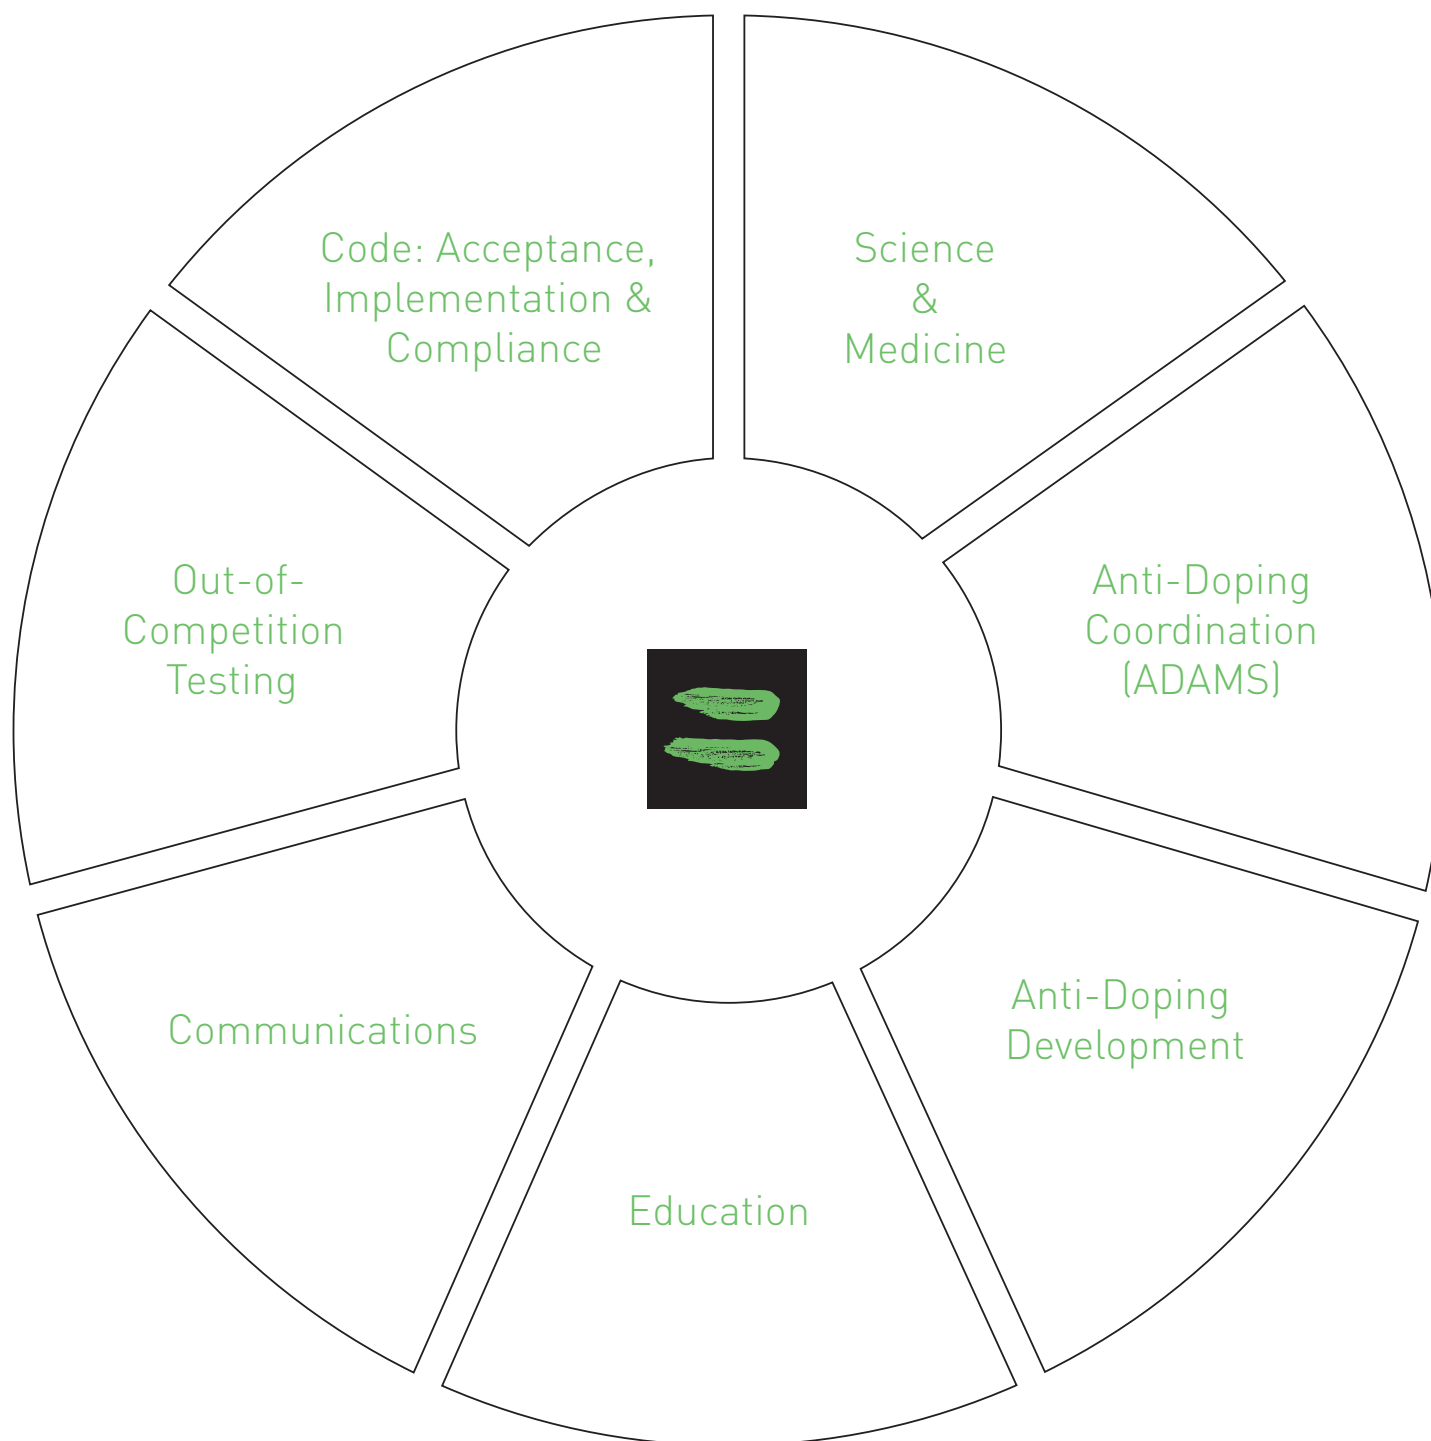 Code: Acceptance,
Implementation &
Compliance
Science
&
Medicine
Out-of-
Competition
Testing
Anti-Doping
Coordination
(ADAMS)
Communications
Anti-Doping
Development
Education